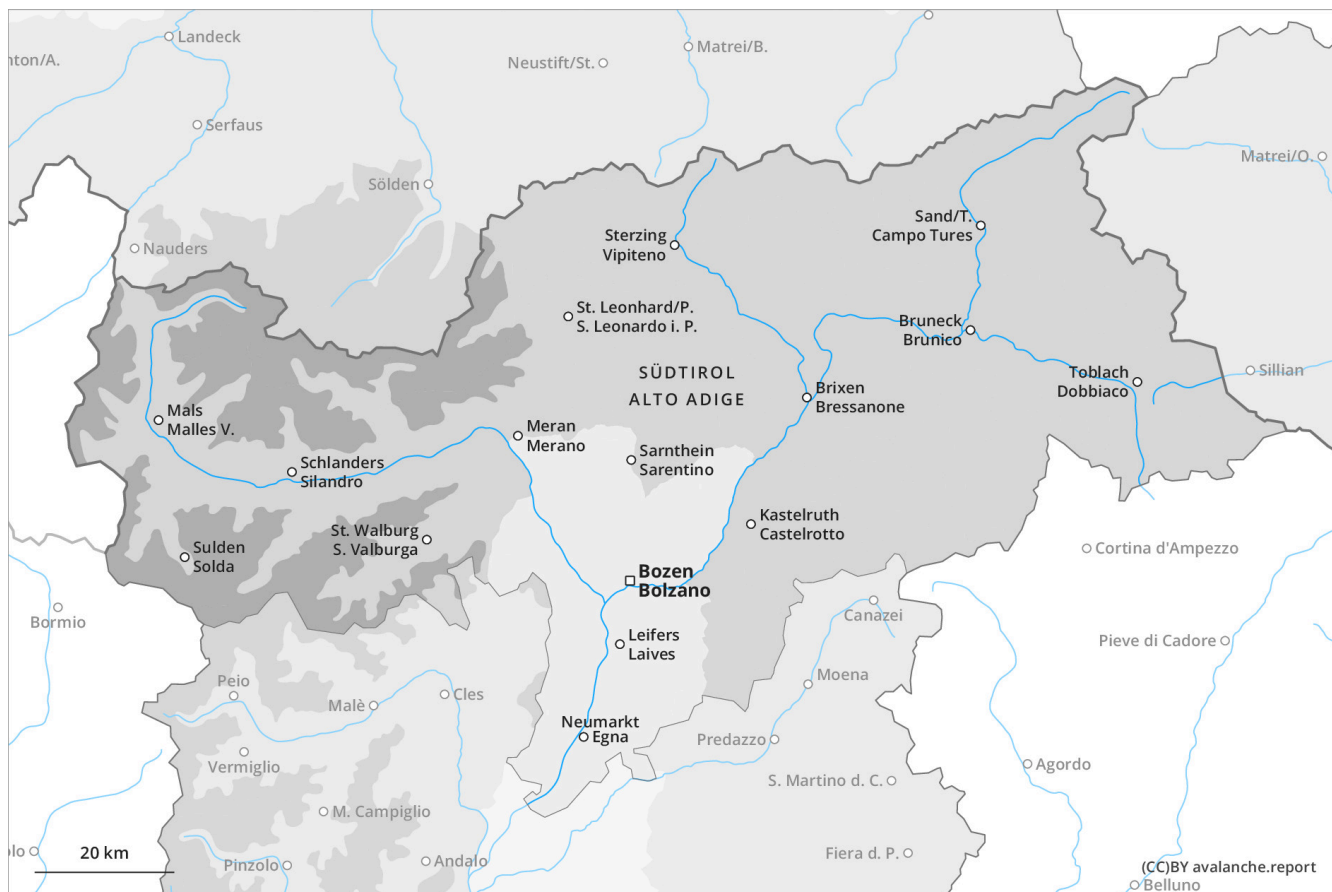 Landeck
nton/A.
Matrei/B.
Neustift/St.
Serfaus
Matrei/O.
Sölden
Sand/T.
Campo Tures
Sterzing
Vipiteno
Nauders
St. Leonhard/P.
S. Leonardo i. P.
Bruneck
Brunico
SÜDTIROL
ALTO ADIGE
Toblach
Dobbiaco
Sillian
Brixen
Bressanone
Mals
Malles V.
Meran
Merano
Sarnthein
Sarentino
Schlanders
Silandro
Kastelruth
Castelrotto
St. Walburg
S. Valburga
Sulden
Solda
Cortina d'Ampezzo
Bozen
Bolzano
Bormio
Canazei
Leifers
Laives
Pieve di Cadore
Moena
Peio
Malè
Cles
Neumarkt
Egna
Predazzo
Vermiglio
Agordo
S. Martino d. C.
M. Campiglio
olo
20 km
Pinzolo
Andalo
Fiera d. P.
(CC)BY avalanche.report
Belluno